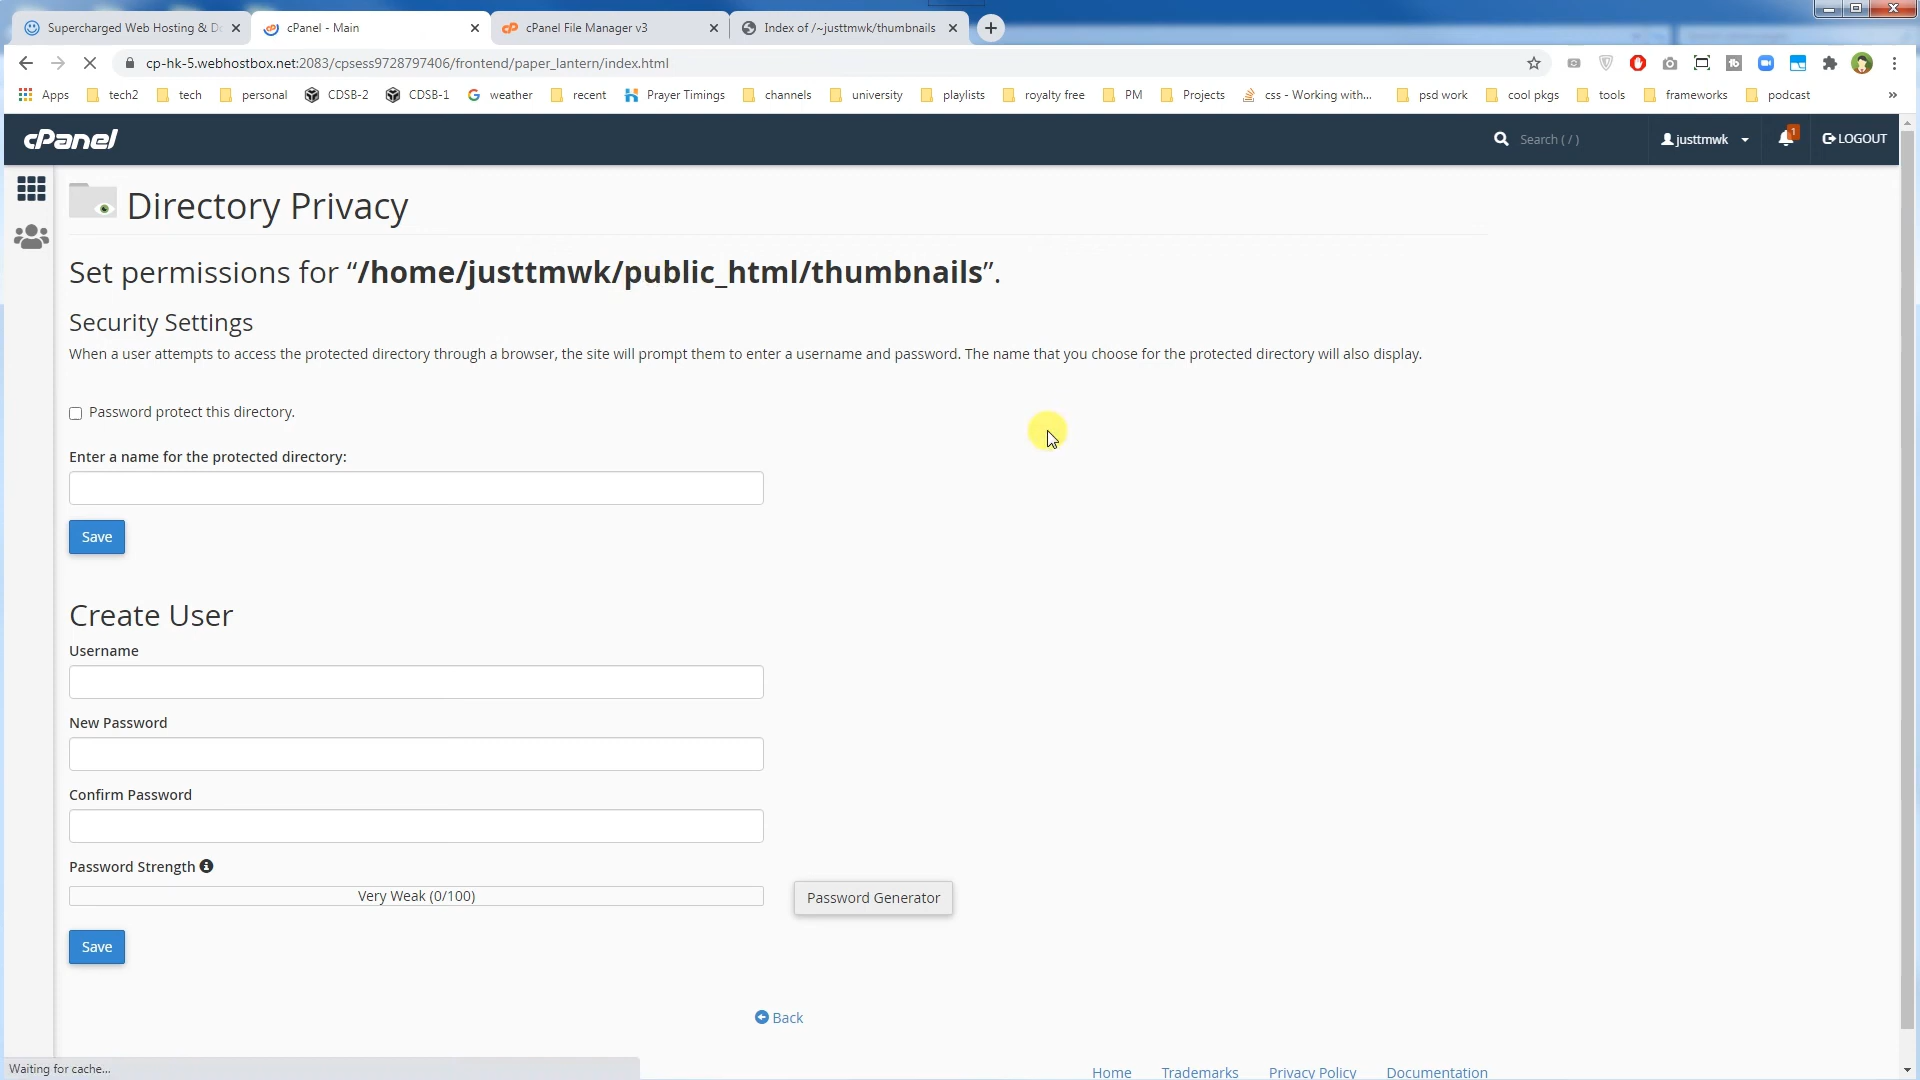 Supercharged Web Hosting & Do
cPanel - Main
cPanel File Manager v3
Index of /~justtmwk/thumbnails
cp-hk-5.webhostbox.net:2083/cpsess9728797406/frontend/paper_lantern/index.html
Apps
tech2
tech
personal
CDSB-2
CDSB-1
weather
recent
Prayer Timings
channels
university
playlists
royalty free
PM
Projects
css - Working with...
psd work
cool pkgs
tools
frameworks
podcast
»
cPanel
Search ( / )
justtmwk
1
LOGOUT
Directory Privacy
Set permissions for “/home/justtmwk/public_html/thumbnails”.
Security Settings
When a user attempts to access the protected directory through a browser, the site will prompt them to enter a username and password. The name that you choose for the protected directory will also display.
Password protect this directory.
Enter a name for the protected directory:
Save
Create User
Username
New Password
Confirm Password
Password Strength
Very Weak (0/100)
Password Generator
Save
Back
Waiting for cache...
Home
Trademarks
Privacy Policy
Documentation